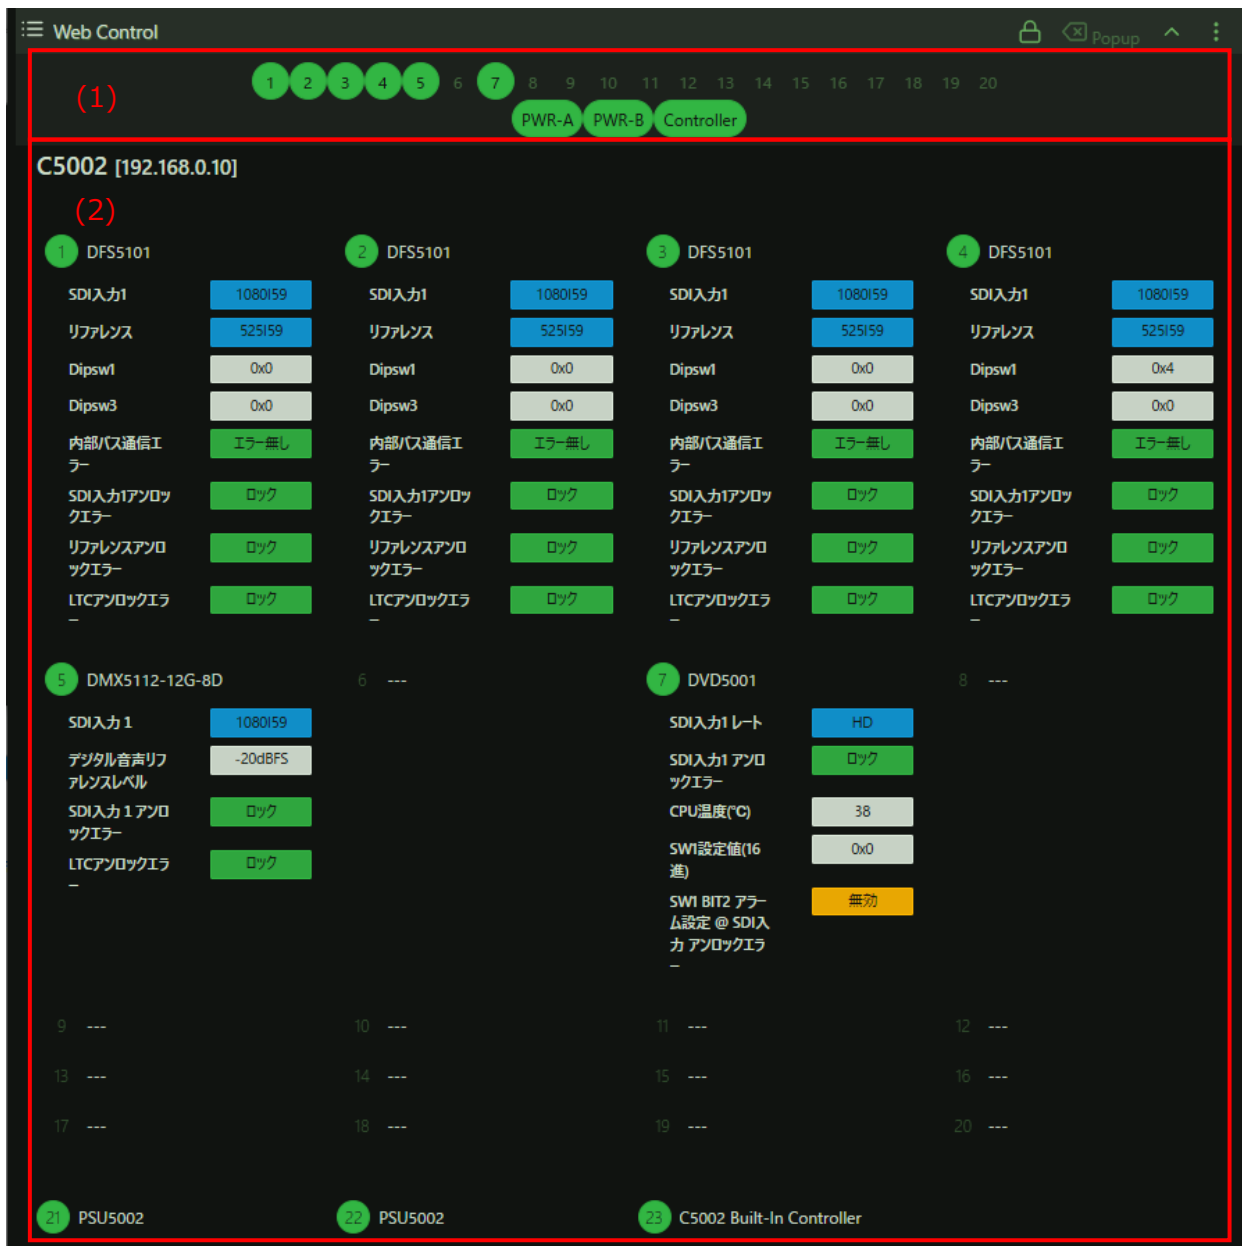 Web Control
Popup
(1)
1 2 3 4 5 6 7 8 9 10 11 12 13 14 15 16 17 18 19 20
PWR-A PWR-B Controller
C5002 [192.168.0.10]
(2)
1 DFS5101 2 DFS5101 3 DFS5101 4 DFS5101
SDI入力1 1080I59 SDI入力1 1080I59 SDI入力1 1080I59 SDI入力1 1080I59
リファレンス 525I59 リファレンス 525I59 リファレンス 525I59 リファレンス 525I59
Dipsw1 0x0 Dipsw1 0x0 Dipsw1 0x0 Dipsw1 0x4
Dipsw3 0x0 Dipsw3 0x0 Dipsw3 0x0 Dipsw3 0x0
内部バス通信エ エラー無し 内部バス通信エ エラー無し 内部バス通信エ エラー無し 内部バス通信エ エラー無し
ラー ラー ラー ラー
SDI入力1アンロッ ロック SDI入力1アンロッ ロック SDI入力1アンロッ ロック SDI入力1アンロッ ロック
クエラー クエラー クエラー クエラー
リファレンスアンロ ロック リファレンスアンロ ロック リファレンスアンロ ロック リファレンスアンロ ロック
ックエラー ックエラー ックエラー ックエラー
LTCアンロックエラ ロック LTCアンロックエラ ロック LTCアンロックエラ ロック LTCアンロックエラ ロック
ー ー ー ー
5 DMX5112-12G-8D 6 --- 7 DVD5001 8 ---
SDI入力 1 1080I59 SDI入力1 レート HD
デジタル音声リフ -20dBFS SDI入力1 アンロ ロック
ァレンスレベル ックエラー
SDI入力 1 アンロ ロック CPU温度(℃) 38
ックエラー SW1設定値(16 0x0
LTCアンロックエラ ロック 進)
ー SW1 BIT2 アラー 無効
ム設定 @ SDI入
力 アンロックエラ
ー
9 --- 10 --- 11 --- 12 ---
13 --- 14 --- 15 --- 16 ---
17 --- 18 --- 19 --- 20 ---
21 PSU5002 22 PSU5002 23 C5002 Built-In Controller